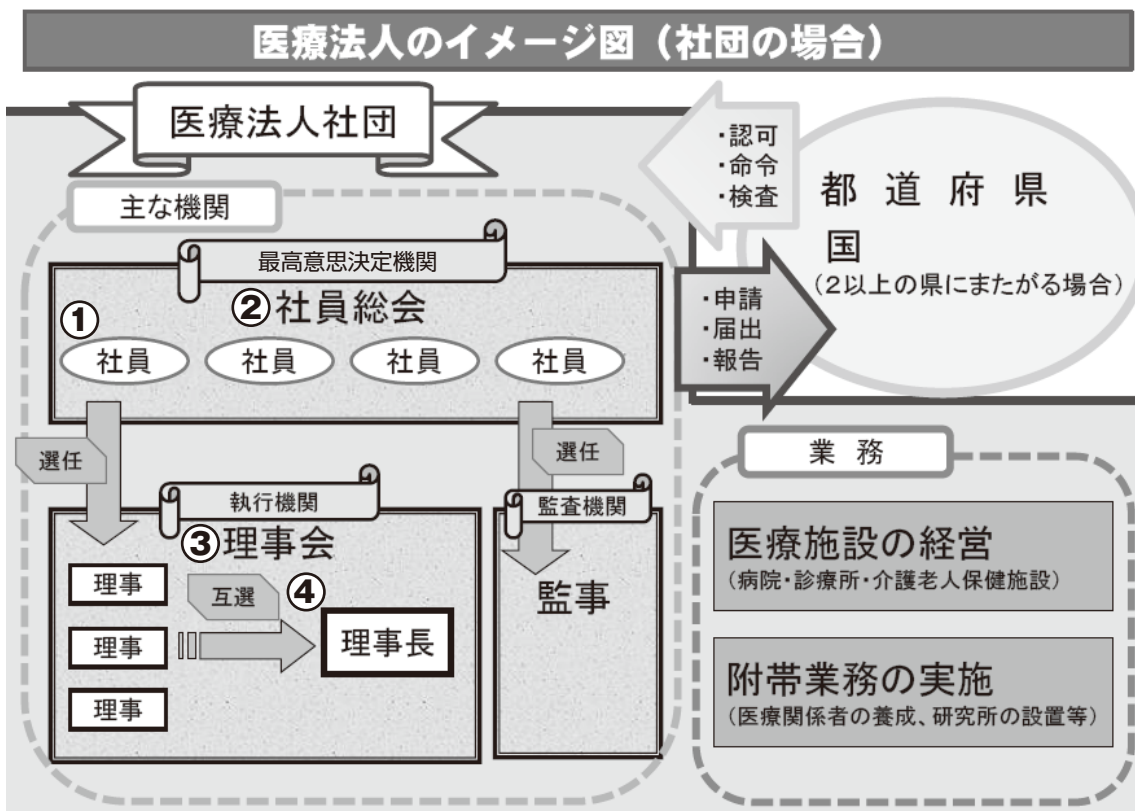 医療法人のイメージ図（社団の場合）
医療法人社団
・認可
・命令
・検査
都道府県
国
（２以上の県にまたがる場合）
・申請
・届出
・報告
主な機関
最高意思決定機関
②社員総会
①
社員
社員
社員
社員
選任
選任
執行機関
③理事会
理事
理事
理事
互選
④
理事長
監査機関
監事
業務
医療施設の経営
（病院・診療所・介護老人保健施設）
附帯業務の実施
（医療関係者の養成、研究所の設置等）